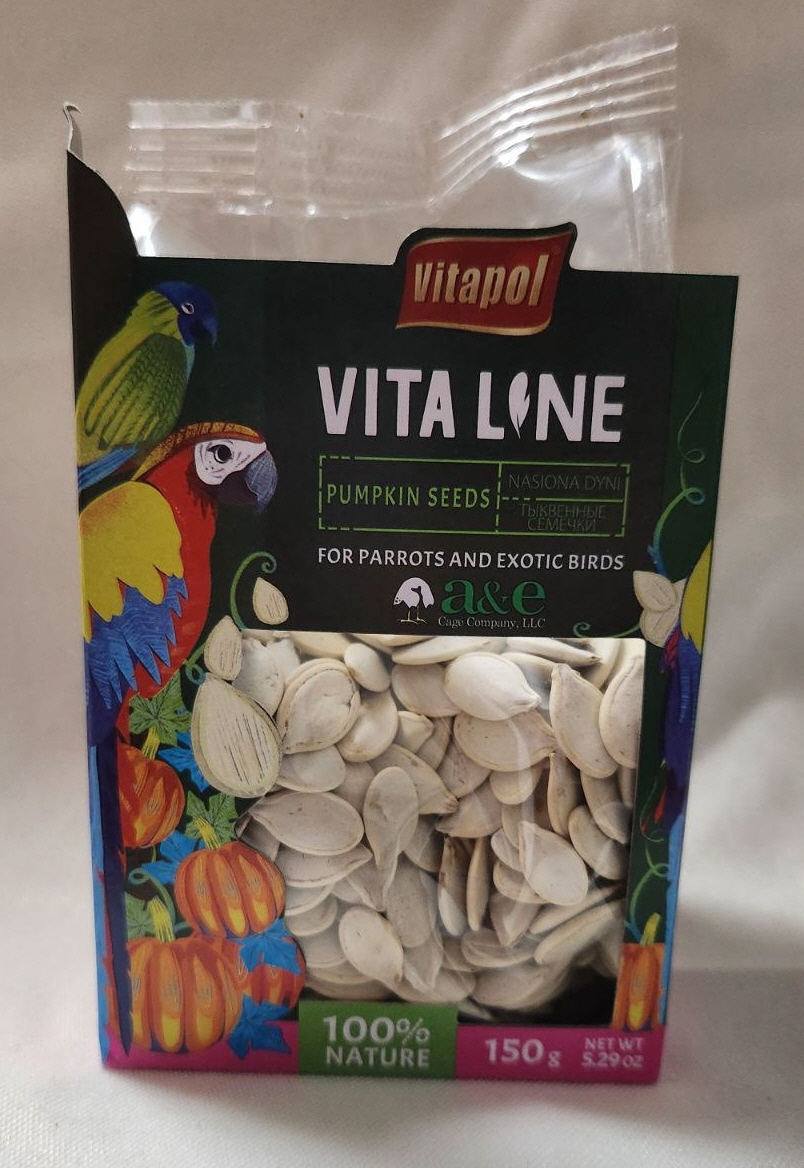 Vitapol
VITA LINE
PUMPKIN SEEDS
NASIONA DYNI
ТЫКВЕННЫЕ
СЕМЕЧКИ
FOR PARROTS AND EXOTIC BIRDS
a&e
Cage Company, LLC
100%
NATURE
150g
NET WT
5.29 oz